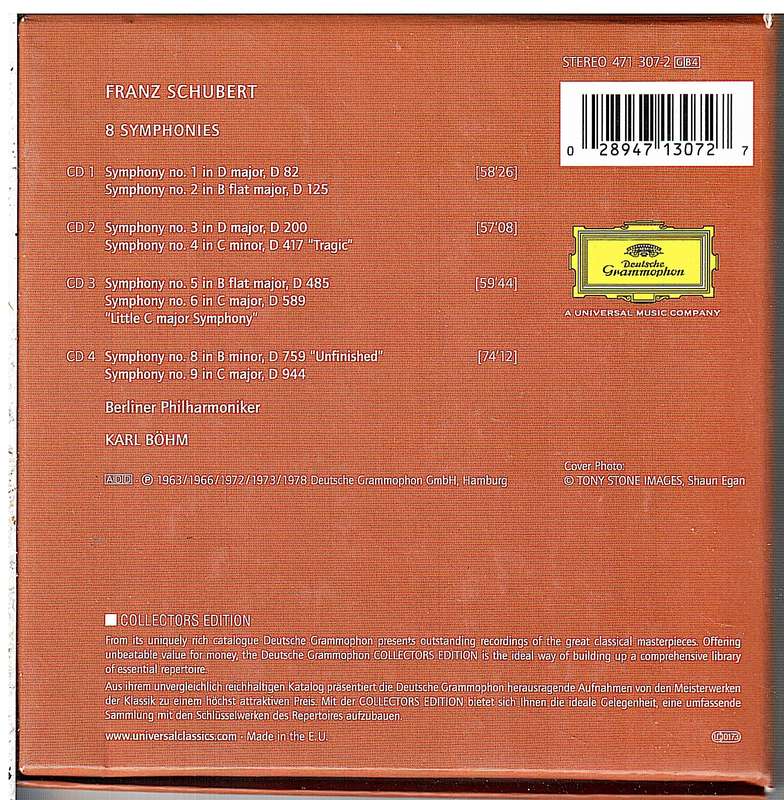 STEREO 471 307-2 GB4
FRANZ SCHUBERT
0 28947 13072 7
8 SYMPHONIES
CD 1 Symphony no. 1 in D major, D 82 [58'26]
Symphony no. 2 in B flat major, D 125
CD 2 Symphony no. 3 in D major, D 200 [57'08]
Symphony no. 4 in C minor, D 417 "Tragic"
Deutsche
Grammophon
A UNIVERSAL MUSIC COMPANY
CD 3 Symphony no. 5 in B flat major, D 485 [59'44]
Symphony no. 6 in C major, D 589
"Little C major Symphony"
CD 4 Symphony no. 8 in B minor, D 759 "Unfinished" [74'12]
Symphony no. 9 in C major, D 944
Berliner Philharmoniker
KARL BÖHM
ADD · ℗ 1963/1966/1972/1973/1978 Deutsche Grammophon GmbH, Hamburg
Cover Photo:
© TONY STONE IMAGES, Shaun Egan
COLLECTORS EDITION
From its uniquely rich catalogue Deutsche Grammophon presents outstanding recordings of the great classical masterpieces. Offering
unbeatable value for money, the Deutsche Grammophon COLLECTORS EDITION is the ideal way of building up a comprehensive library
of essential repertoire.
Aus ihrem unvergleichlich reichhaltigen Katalog präsentiert die Deutsche Grammophon herausragende Aufnahmen von den Meisterwerken
der Klassik zu einem höchst attraktiven Preis. Mit der COLLECTORS EDITION bietet sich Ihnen die ideale Gelegenheit, eine umfassende
Sammlung mit den Schlüsselwerken des Repertoires aufzubauen.
www.universalclassics.com · Made in the E.U.